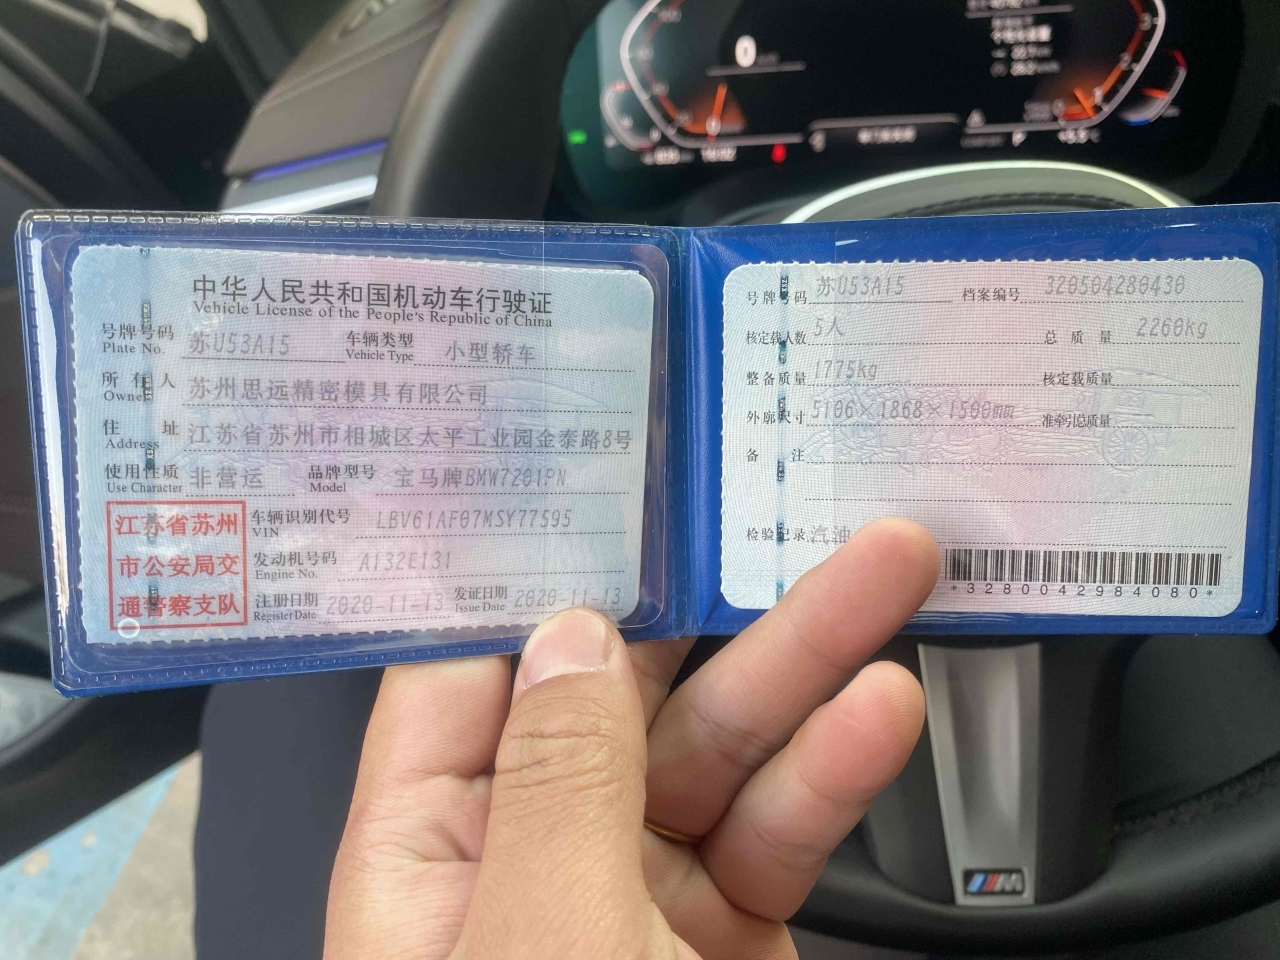 中华人民共和国机动车行驶证
Vehicle License of the People's Republic of China
号牌号码 Plate No. 苏U53A15 车辆类型 Vehicle Type 小型轿车
所有人 Owner 苏州思远精密模具有限公司
住址 Address 江苏省苏州市相城区太平工业园金泰路8号
使用性质 Use Character 非营运 品牌型号 Model 宝马牌BMW7201PN
江苏省苏州
市公安局交
通警察支队
车辆识别代号 VIN LBV61AF07MSY77595
发动机号码 Engine No. A132E131
注册日期 Register Date 2020-11-13 发证日期 Issue Date 2020-11-13
号牌号码 苏U53A15 档案编号 320504280430
核定载人数 5人 总质量 2260kg
整备质量 1775kg 核定载质量
外廓尺寸 5106×1868×1500mm 准牵引总质量
备注
检验记录 汽油
*3280042984080*
0
P
M